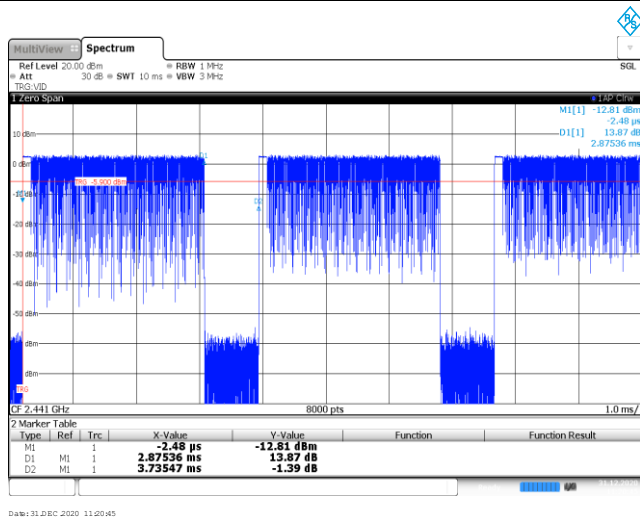 MultiView Spectrum
Ref Level 20.00 dBm RBW 1 MHz SGL
Att 30 dB SWT 10 ms VBW 3 MHz
TRG:VID
1 Zero Span 1AP Clrw
M1[1] -12.81 dBm
-2.48 µs
D1[1] 13.87 dB
2.87536 ms
10 dBm
0 dBm
D1
TRG -5.900 dBm
-10 dBm
D2
-20 dBm
-30 dBm
-40 dBm
-50 dBm
dBm
TRG
CF 2.441 GHz 8000 pts 1.0 ms/
2 Marker Table
Type Ref Trc X-Value Y-Value Function Function Result
M1 1 -2.48 µs -12.81 dBm
D1 M1 1 2.87536 ms 13.87 dB
D2 M1 1 3.73547 ms -1.39 dB
Date: 31.DEC.2020 11:20:45